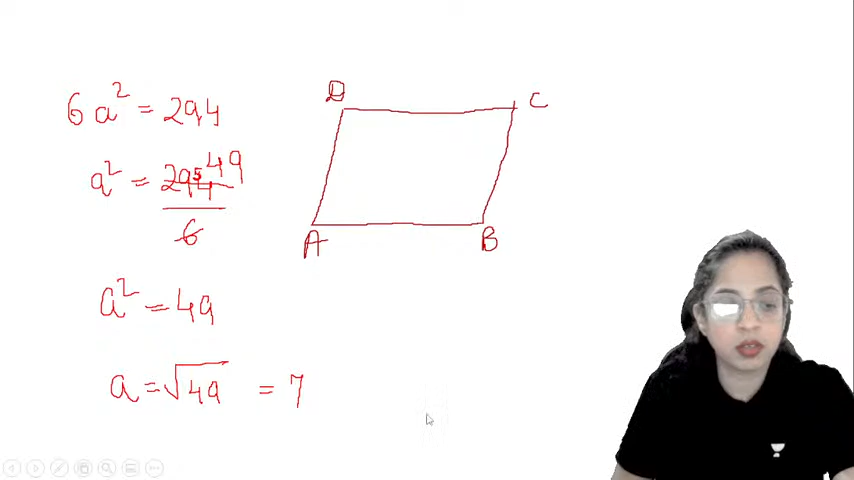 6a² = 294
D C
a² = 294 49
6
A B
a² = 49
a = √49 = 7